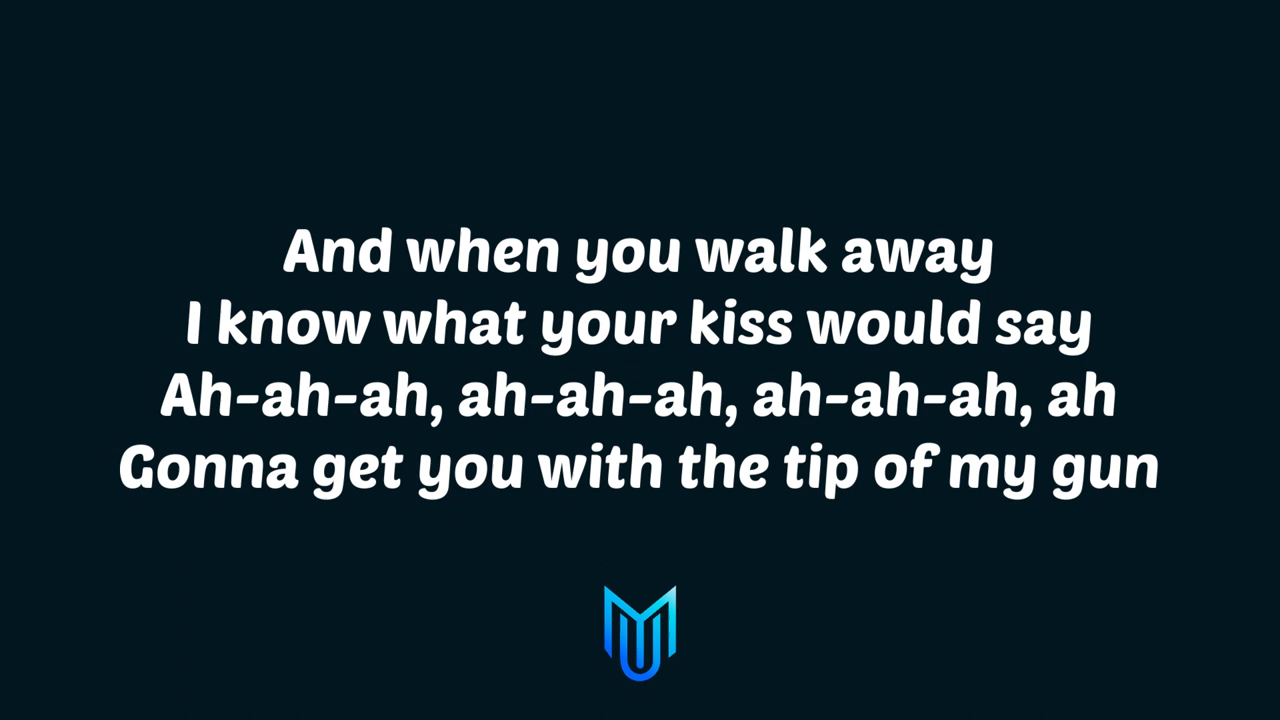 And when you walk away
I know what your kiss would say
Ah-ah-ah, ah-ah-ah, ah-ah-ah, ah
Gonna get you with the tip of my gun